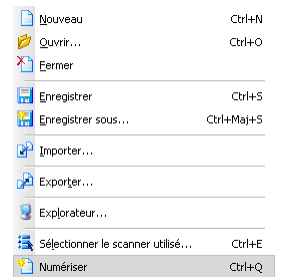 Nouveau Ctrl+N
Ouvrir... Ctrl+O
Fermer
Enregistrer Ctrl+S
Enregistrer sous... Ctrl+Maj+S
Importer...
Exporter...
Explorateur...
Sélectionner le scanner utilisé... Ctrl+E
Numériser Ctrl+Q